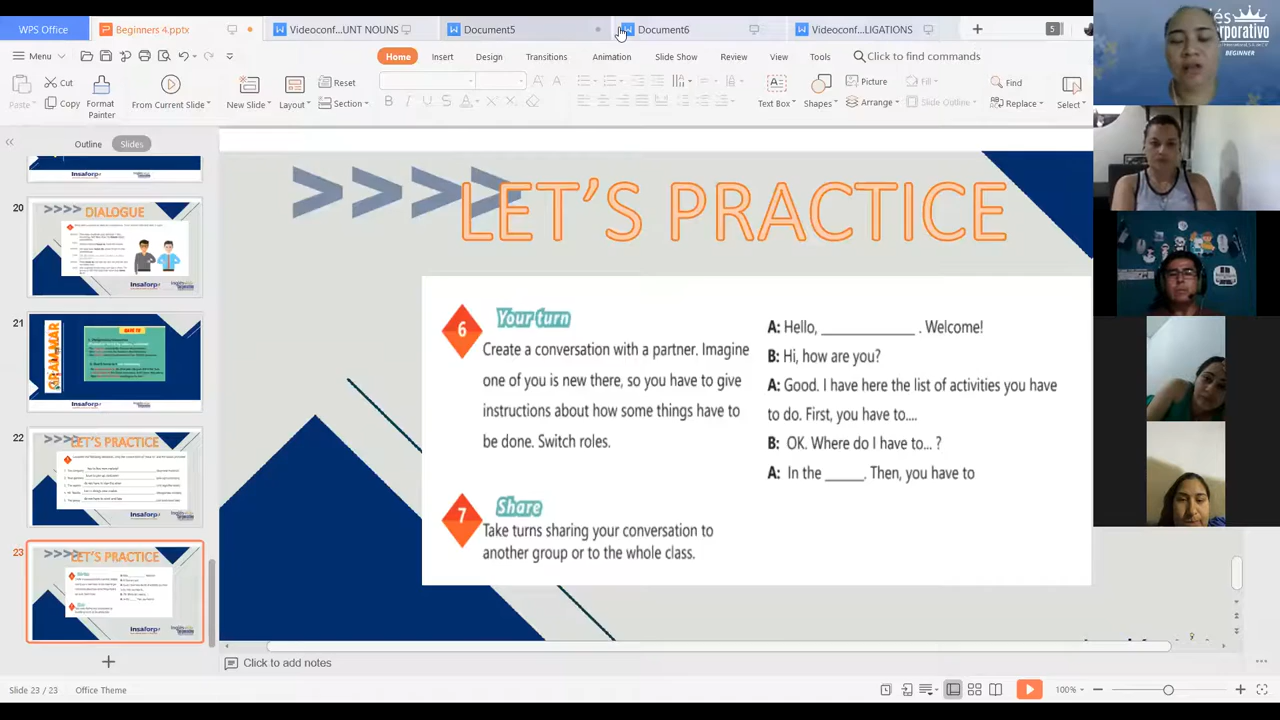 WPS Office
Beginners 4.pptx
Videoconf...UNT NOUNS
Document5
Document6
Videoconf...LIGATIONS
5
Menu
Home
Insert
Design
Transitions
Animation
Slide Show
Review
View
Tools
Click to find commands
Paste
Cut
Copy
Format
Painter
From Current Slide
New Slide
Layout
Reset
Section
B I U S
Text Box
Shapes
Picture
Fill
Arrange
Slide Outline
Find
Replace
Select
BEGINNER
Outline
Slides
20
DIALOGUE
Insaforp
21
GRAMMAR
Insaforp
22
LET'S PRACTICE
Insaforp
23
LET'S PRACTICE
Insaforp
>>>>
LET'S PRACTICE
6
Your turn
Create a conversation with a partner. Imagine
one of you is new there, so you have to give
instructions about how some things have to
be done. Switch roles.
7
Share
Take turns sharing your conversation to
another group or to the whole class.
A: Hello, ____________ . Welcome!
B: Hi, how are you?
A: Good. I have here the list of activities you have
to do. First, you have to....
B: OK. Where do I have to... ?
A: In the _____. Then, you have to
Click to add notes
Slide 23 / 23
Office Theme
100%